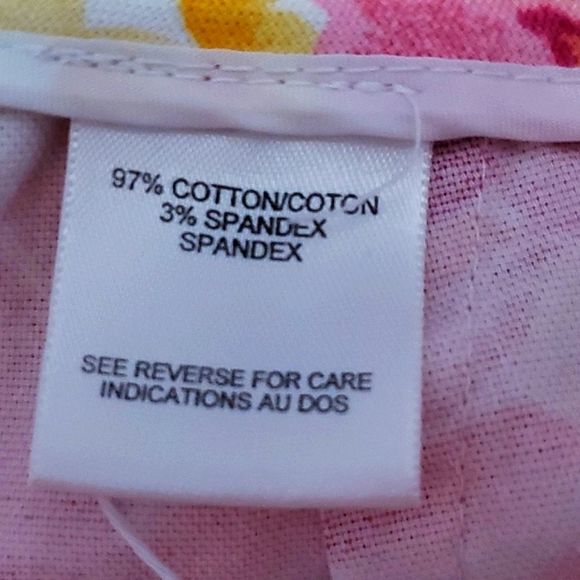 97% COTTON/COTON
3% SPANDEX
SPANDEX
SEE REVERSE FOR CARE
INDICATIONS AU DOS